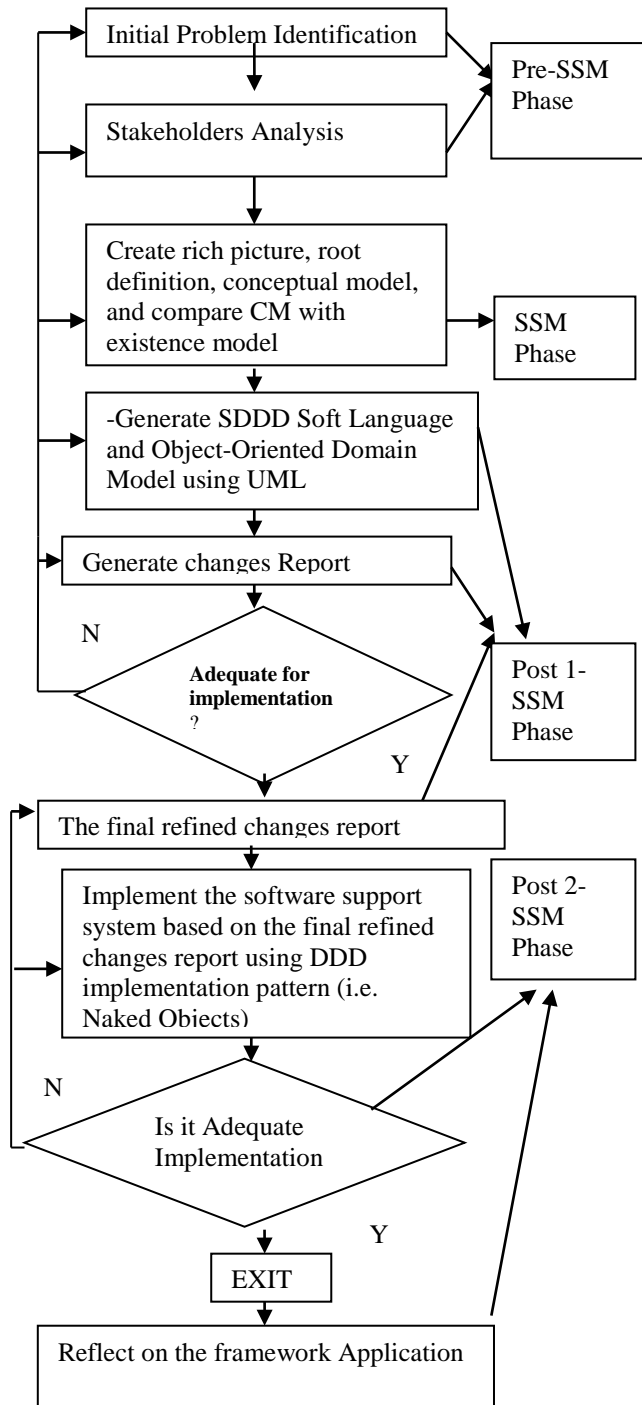 Initial Problem Identification
Pre-SSM
Phase
Stakeholders Analysis
Create rich picture, root
definition, conceptual model,
and compare CM with
existence model
SSM
Phase
-Generate SDDD Soft Language
and Object-Oriented Domain
Model using UML
Generate changes Report
N
Adequate for
implementation
?
Post 1-
SSM
Phase
Y
The final refined changes report
Implement the software support
system based on the final refined
changes report using DDD
implementation pattern (i.e.
Naked Objects)
Post 2-
SSM
Phase
N
Is it Adequate
Implementation
Y
EXIT
Reflect on the framework Application